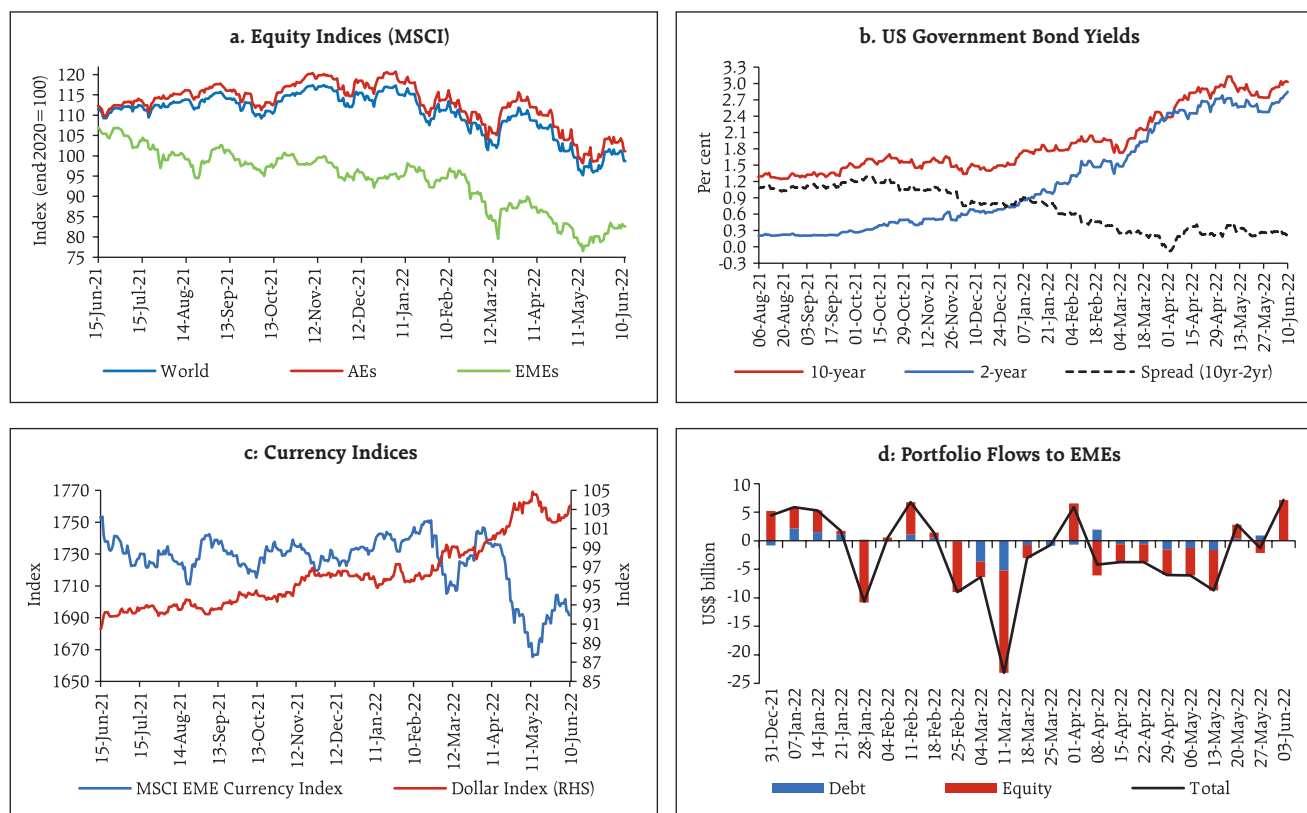 a. Equity Indices (MSCI)
Index (end-2020 = 100)
120
115
110
105
100
95
90
85
80
75
15-Jun-21
15-Jul-21
14-Aug-21
13-Sep-21
13-Oct-21
12-Nov-21
12-Dec-21
11-Jan-22
10-Feb-22
12-Mar-22
11-Apr-22
11-May-22
10-Jun-22
World
AEs
EMEs
b. US Government Bond Yields
Per cent
3.3
3.0
2.7
2.4
2.1
1.8
1.5
1.2
0.9
0.6
0.3
0.0
-0.3
06-Aug-21
20-Aug-21
03-Sep-21
17-Sep-21
01-Oct-21
15-Oct-21
29-Oct-21
12-Nov-21
26-Nov-21
10-Dec-21
24-Dec-21
07-Jan-22
21-Jan-22
04-Feb-22
18-Feb-22
04-Mar-22
18-Mar-22
01-Apr-22
15-Apr-22
29-Apr-22
13-May-22
27-May-22
10-Jun-22
10-year
2-year
Spread (10yr-2yr)
c: Currency Indices
Index
1770
1750
1730
1710
1690
1670
1650
105
103
101
99
97
95
93
91
89
87
85
Index
15-Jun-21
15-Jul-21
14-Aug-21
13-Sep-21
13-Oct-21
12-Nov-21
12-Dec-21
11-Jan-22
10-Feb-22
12-Mar-22
11-Apr-22
11-May-22
10-Jun-22
MSCI EME Currency Index
Dollar Index (RHS)
d: Portfolio Flows to EMEs
US$ billion
10
5
0
-5
-10
-15
-20
-25
31-Dec-21
07-Jan-22
14-Jan-22
21-Jan-22
28-Jan-22
04-Feb-22
11-Feb-22
18-Feb-22
25-Feb-22
04-Mar-22
11-Mar-22
18-Mar-22
25-Mar-22
01-Apr-22
08-Apr-22
15-Apr-22
22-Apr-22
29-Apr-22
06-May-22
13-May-22
20-May-22
27-May-22
03-Jun-22
Debt
Equity
Total